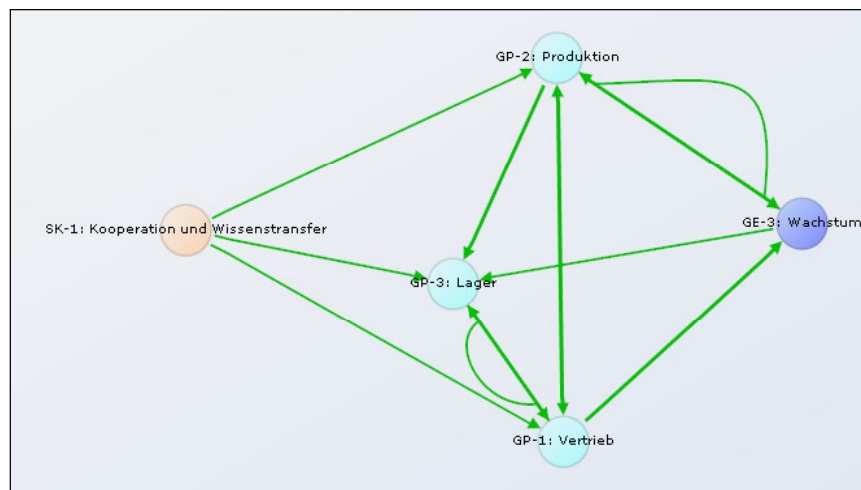 GP-2: Produktion
SK-1: Kooperation und Wissenstransfer
GE-3: Wachstum
GP-3: Lager
GP-1: Vertrieb